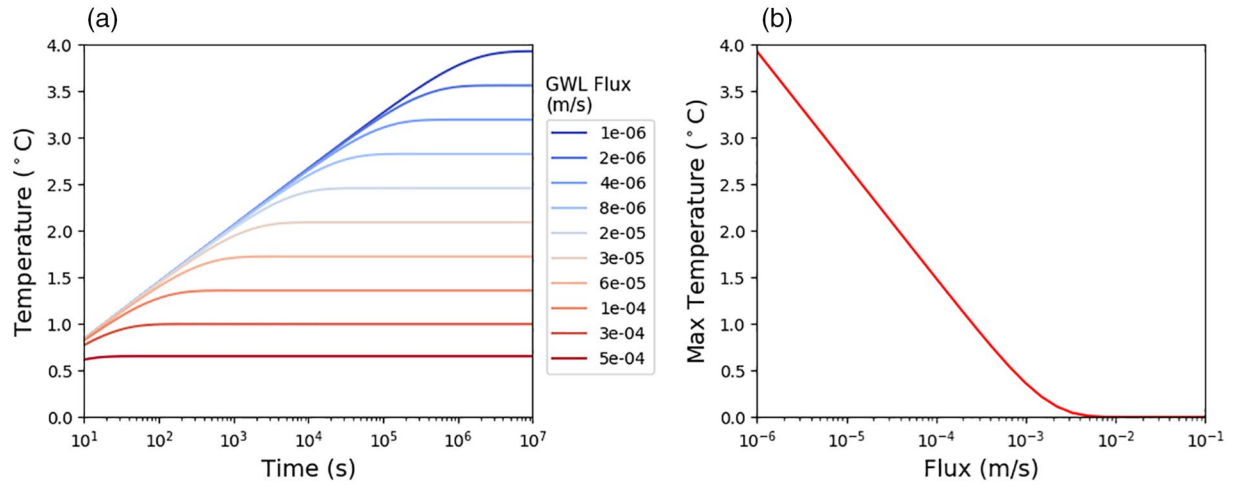 (a)
(b)
Temperature (°C)
4.0
3.5
3.0
2.5
2.0
1.5
1.0
0.5
0.0
10¹
10²
10³
10⁴
10⁵
10⁶
10⁷
Time (s)
GWL Flux
(m/s)
1e-06
2e-06
4e-06
8e-06
2e-05
3e-05
6e-05
1e-04
3e-04
5e-04
Max Temperature (°C)
4.0
3.5
3.0
2.5
2.0
1.5
1.0
0.5
0.0
10⁻⁶
10⁻⁵
10⁻⁴
10⁻³
10⁻²
10⁻¹
Flux (m/s)